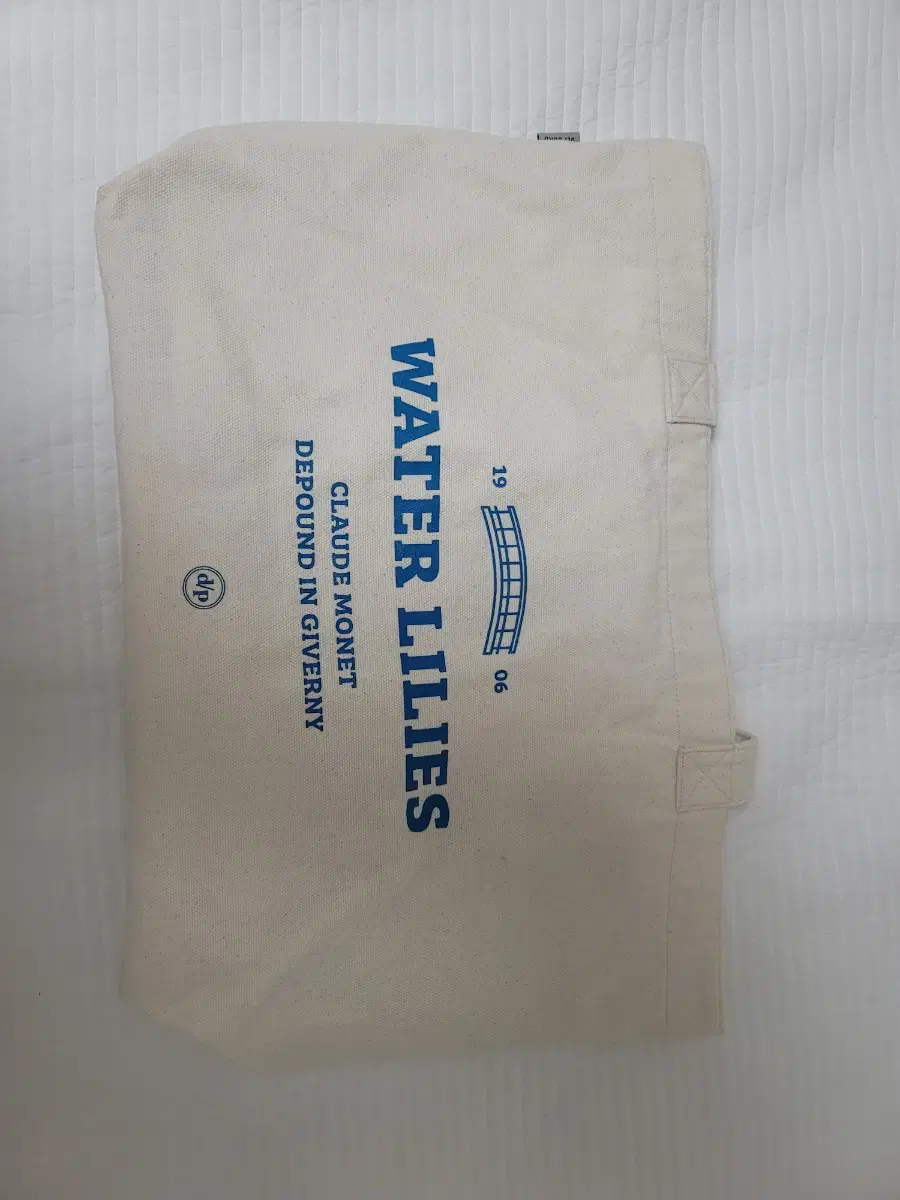 19 06
WATER LILIES
CLAUDE MONET
DEPOUND IN GIVERNY
d/p